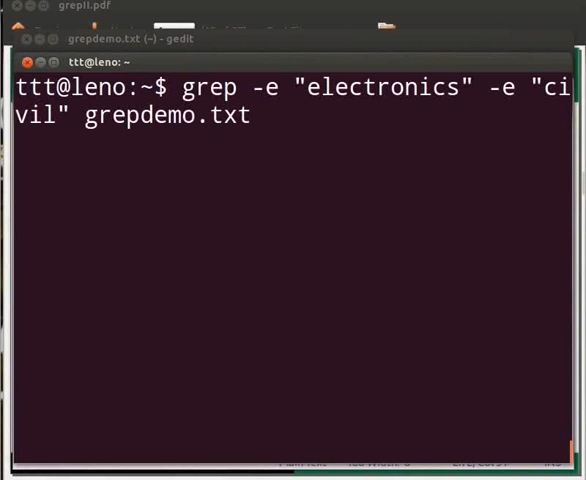 grepII.pdf
grepdemo.txt (~) - gedit
ttt@leno: ~
ttt@leno:~$ grep -e "electronics" -e "ci
vil" grepdemo.txt